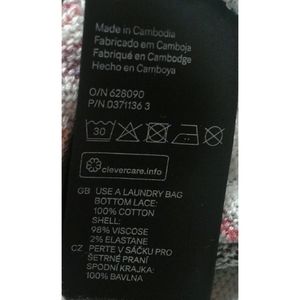 Made in Cambodia
Fabricado em Camboja
Fabriqué en Cambodge
Hecho en Camboya
O/N 628090
P/N 0371136 3
30
clevercare.info
GB USE A LAUNDRY BAG
BOTTOM LACE:
100% COTTON
SHELL:
98% VISCOSE
2% ELASTANE
CZ PERTE V SÁČKU PRO
ŠETRNÉ PRANÍ
SPODNÍ KRAJKA:
100% BAVLNA